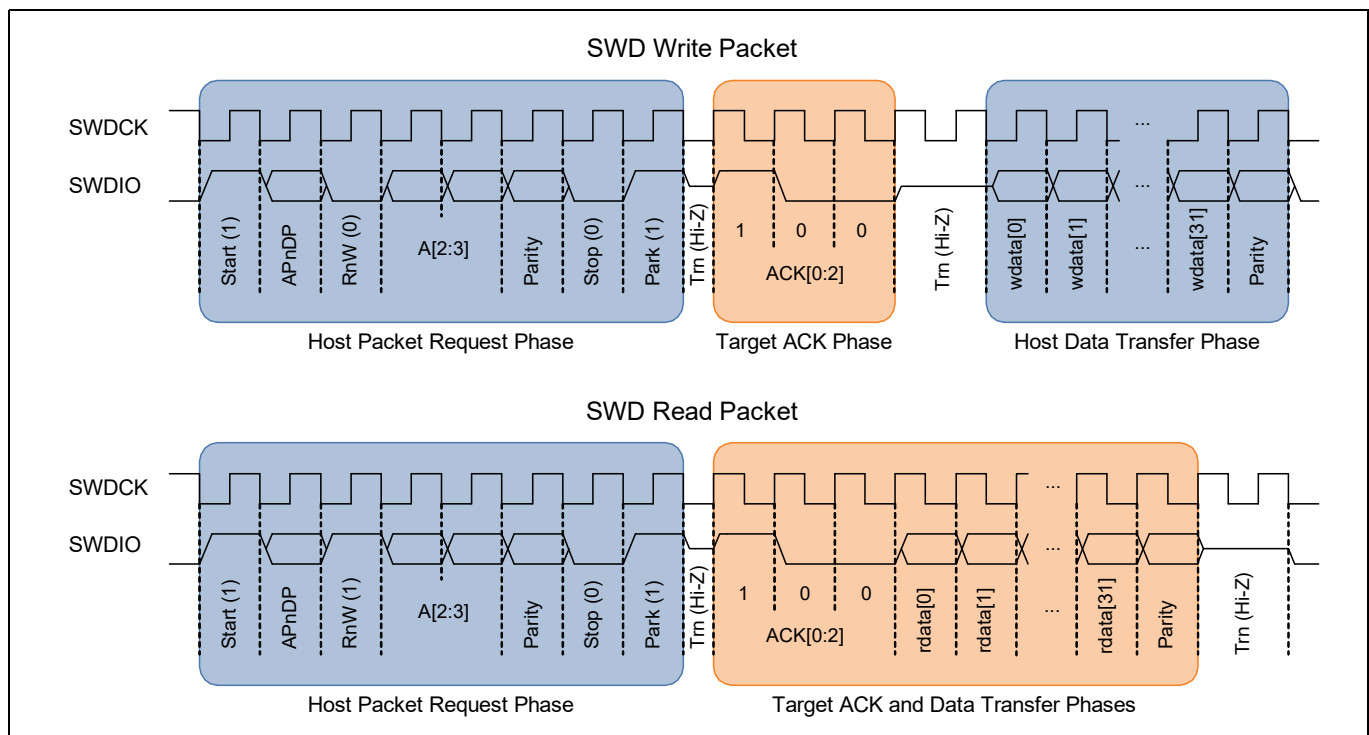 SWD Write Packet
SWDCK
...
SWDIO
...
Start (1) APnDP RnW (0) A[2:3] Parity Stop (0) Park (1) Trn (Hi-Z) 1 0 0 Trn (Hi-Z) wdata[0] wdata[1] ... wdata[31] Parity
ACK[0:2]
Host Packet Request Phase Target ACK Phase Host Data Transfer Phase
SWD Read Packet
SWDCK
...
SWDIO
...
Start (1) APnDP RnW (1) A[2:3] Parity Stop (0) Park (1) Trn (Hi-Z) 1 0 0 rdata[0] rdata[1] ... rdata[31] Parity Trn (Hi-Z)
ACK[0:2]
Host Packet Request Phase Target ACK and Data Transfer Phases